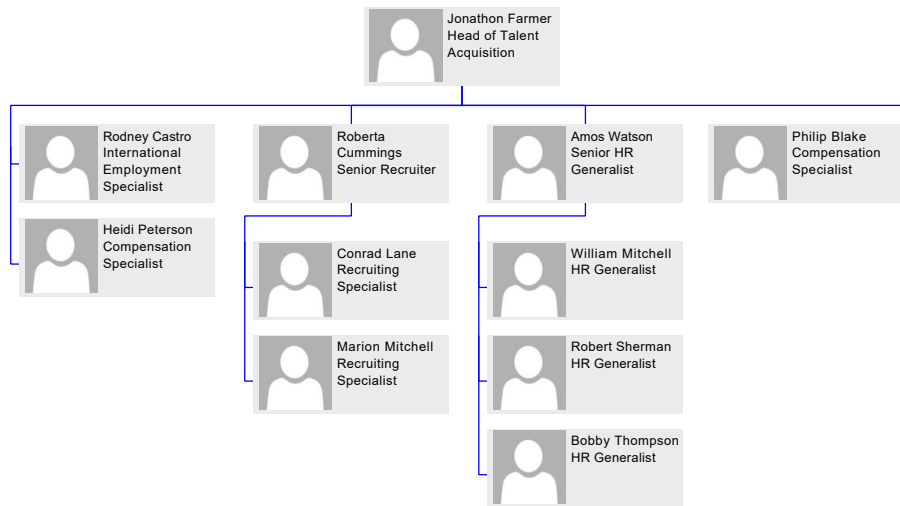 Jonathon Farmer
Head of Talent
Acquisition
Rodney Castro
International
Employment
Specialist
Heidi Peterson
Compensation
Specialist
Roberta
Cummings
Senior Recruiter
Conrad Lane
Recruiting
Specialist
Marion Mitchell
Recruiting
Specialist
Amos Watson
Senior HR
Generalist
William Mitchell
HR Generalist
Robert Sherman
HR Generalist
Bobby Thompson
HR Generalist
Philip Blake
Compensation
Specialist